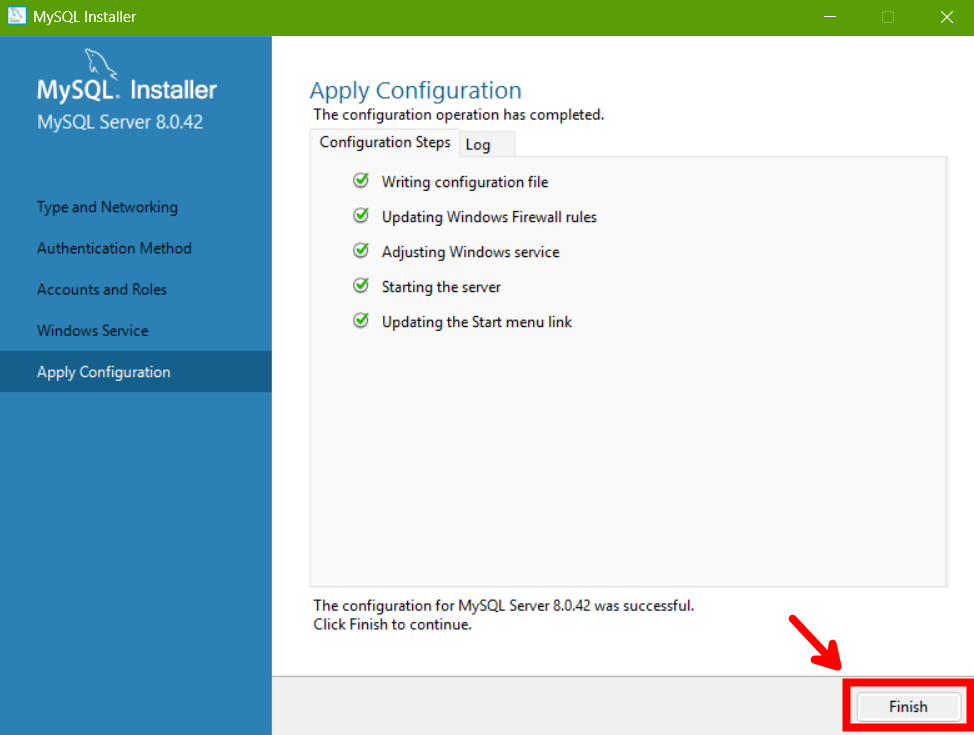 MySQL Installer
MySQL. Installer
MySQL Server 8.0.42
Type and Networking
Authentication Method
Accounts and Roles
Windows Service
Apply Configuration
Apply Configuration
The configuration operation has completed.
Configuration Steps Log
Writing configuration file
Updating Windows Firewall rules
Adjusting Windows service
Starting the server
Updating the Start menu link
The configuration for MySQL Server 8.0.42 was successful.
Click Finish to continue.
Finish